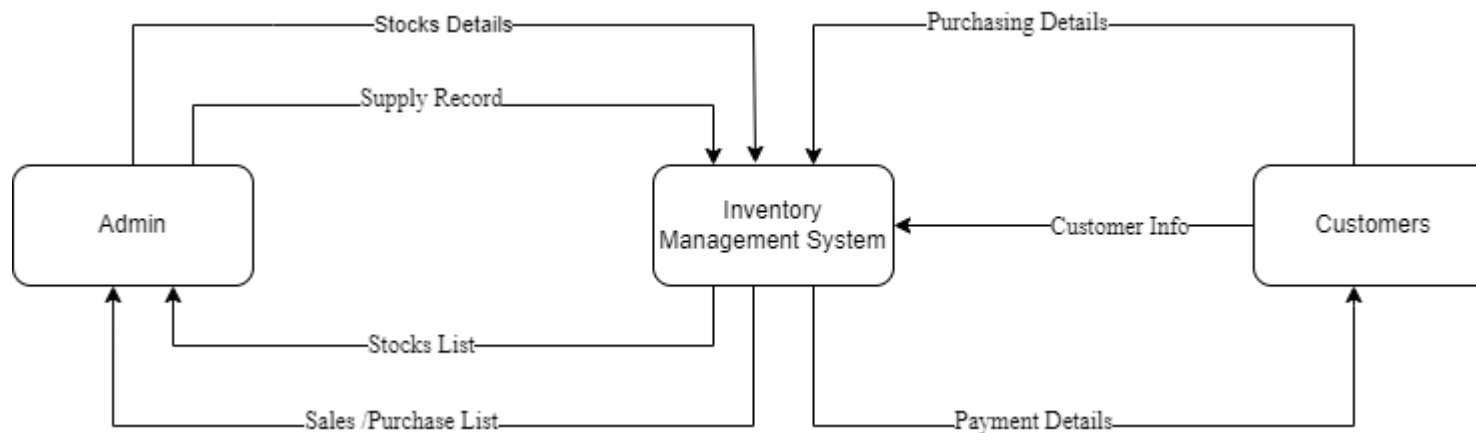 Stocks Details
Purchasing Details
Supply Record
Admin
Inventory
Management System
Customer Info
Customers
Stocks List
Sales /Purchase List
Payment Details